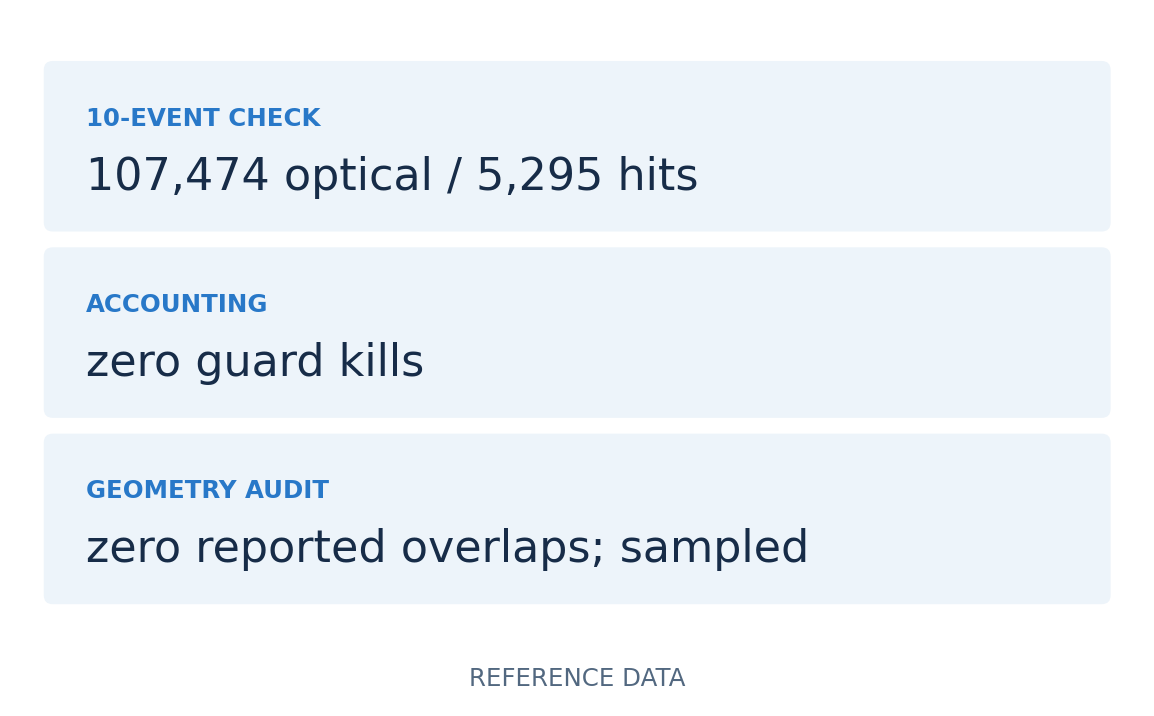 10-EVENT CHECK
107,474 optical / 5,295 hits
ACCOUNTING
zero guard kills
GEOMETRY AUDIT
zero reported overlaps; sampled
REFERENCE DATA